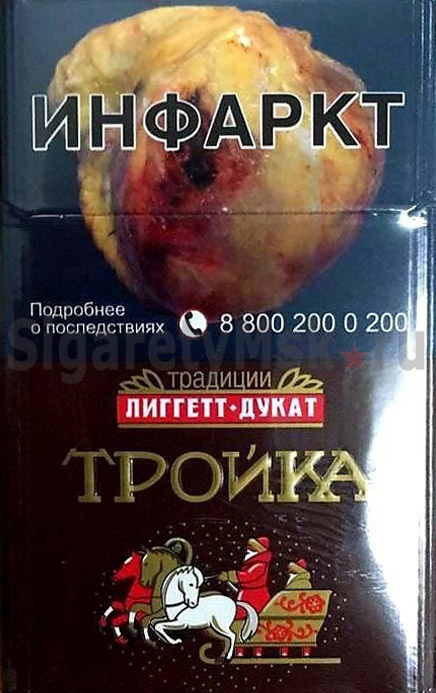 ИНФАРКТ
Подробнее
о последствиях
8 800 200 0 200
SigaretyMsk.ru
традиции
ЛИГГЕТТ·ДУКАТ
ТРОЙКА